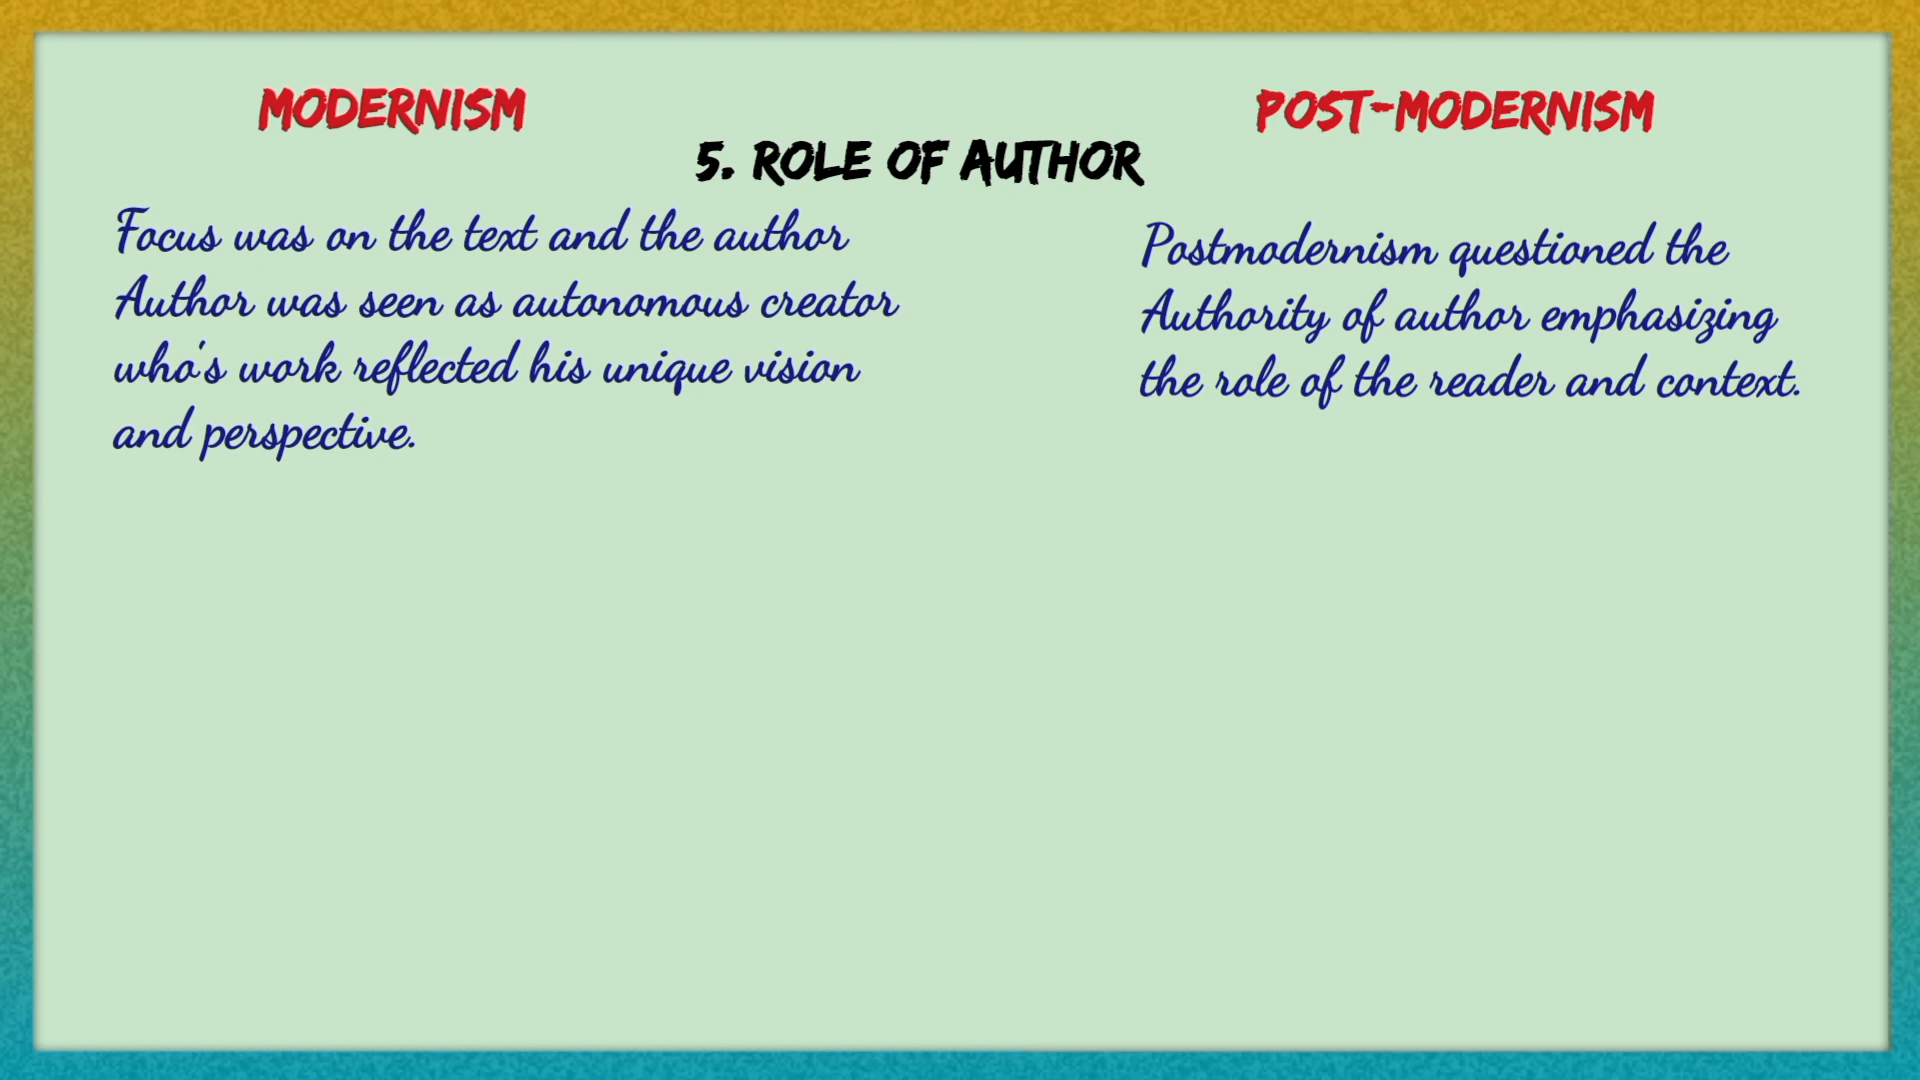 MODERNISM
POST-MODERNISM
5. ROLE OF AUTHOR
Focus was on the text and the author
Author was seen as autonomous creator
who's work reflected his unique vision
and perspective.
Postmodernism questioned the
Authority of author emphasizing
the role of the reader and context.